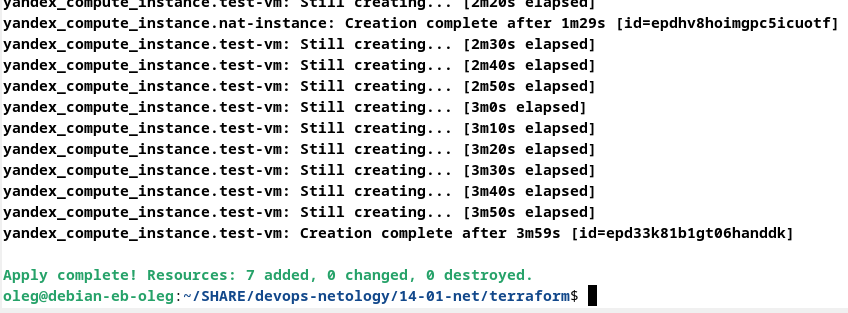 yandex_compute_instance.test-vm: Still creating... [2m20s elapsed]
yandex_compute_instance.nat-instance: Creation complete after 1m29s [id=epdhv8hoimgpc5icuotf]
yandex_compute_instance.test-vm: Still creating... [2m30s elapsed]
yandex_compute_instance.test-vm: Still creating... [2m40s elapsed]
yandex_compute_instance.test-vm: Still creating... [2m50s elapsed]
yandex_compute_instance.test-vm: Still creating... [3m0s elapsed]
yandex_compute_instance.test-vm: Still creating... [3m10s elapsed]
yandex_compute_instance.test-vm: Still creating... [3m20s elapsed]
yandex_compute_instance.test-vm: Still creating... [3m30s elapsed]
yandex_compute_instance.test-vm: Still creating... [3m40s elapsed]
yandex_compute_instance.test-vm: Still creating... [3m50s elapsed]
yandex_compute_instance.test-vm: Creation complete after 3m59s [id=epd33k81b1gt06handdk]
Apply complete! Resources: 7 added, 0 changed, 0 destroyed.
oleg@debian-eb-oleg:~/SHARE/devops-netology/14-01-net/terraform$